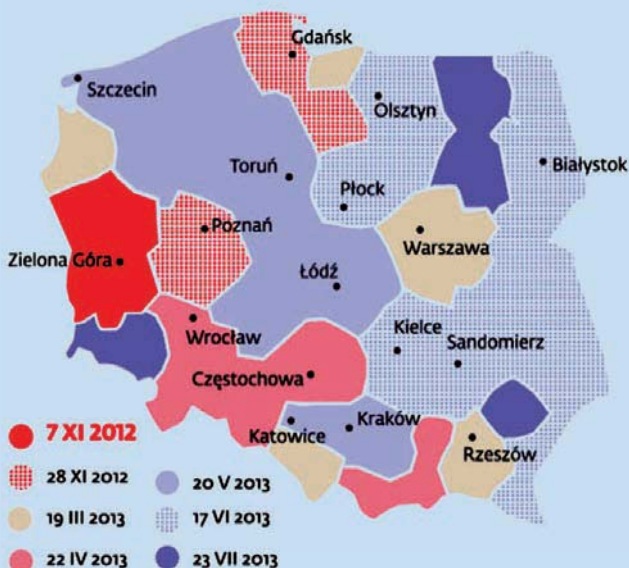 Gdańsk
Szczecin
Olsztyn
Toruń
Białystok
Płock
Poznań
Warszawa
Zielona Góra
Łódź
Kielce
Sandomierz
Wrocław
Częstochowa
Katowice
Kraków
Rzeszów
7 XI 2012
28 XI 2012
19 III 2013
22 IV 2013
20 V 2013
17 VI 2013
23 VII 2013